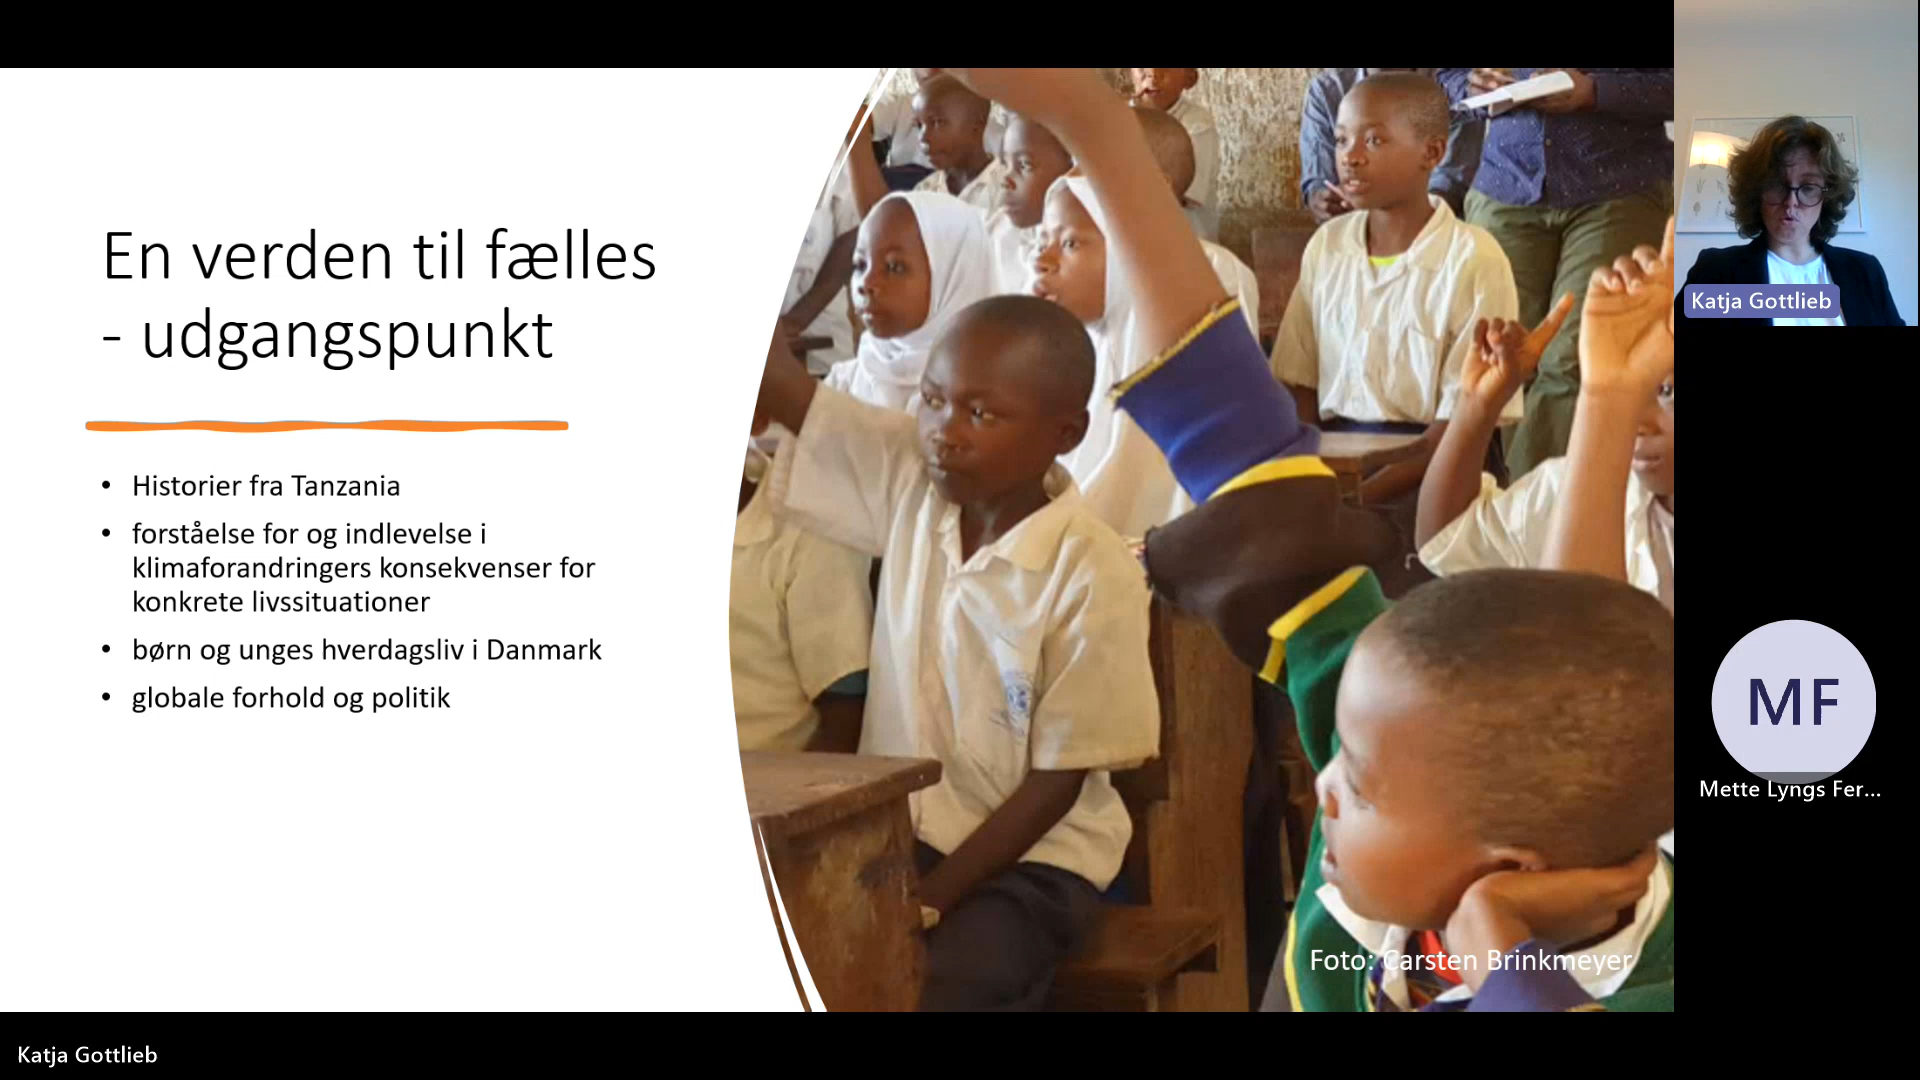 En verden til fælles
- udgangspunkt
• Historier fra Tanzania
• forståelse for og indlevelse i
klimaforandringers konsekvenser for
konkrete livssituationer
• børn og unges hverdagsliv i Danmark
• globale forhold og politik
Foto: Carsten Brinkmeyer
Katja Gottlieb
MF
Mette Lyngs Fer...
Katja Gottlieb